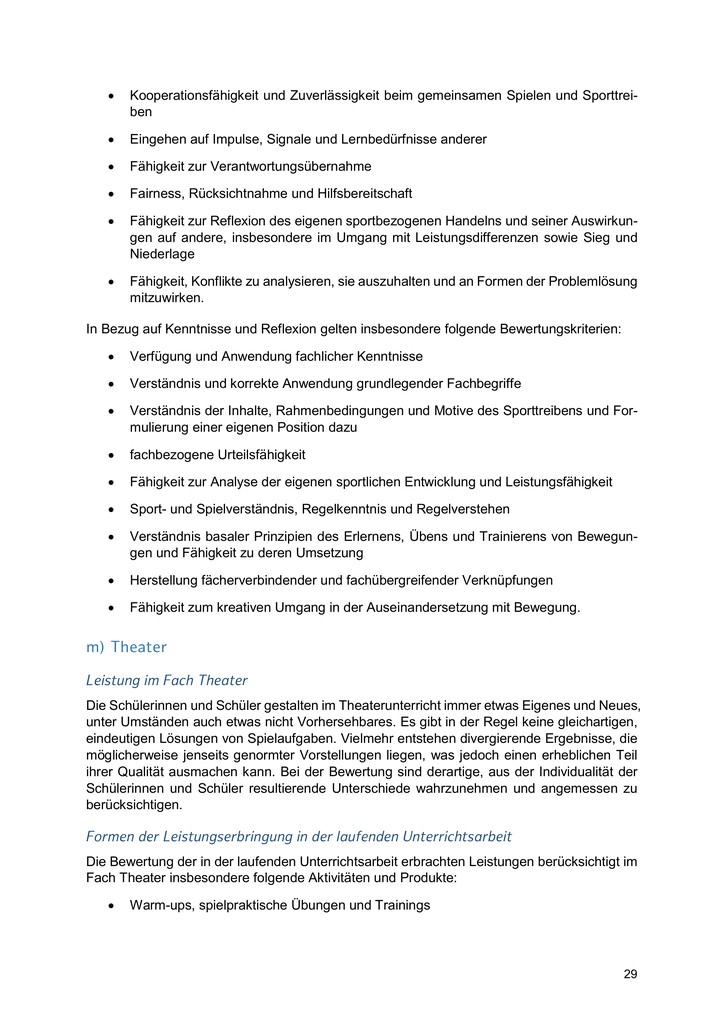 • Kooperationsfähigkeit und Zuverlässigkeit beim gemeinsamen Spielen und Sporttrei-
ben
• Eingehen auf Impulse, Signale und Lernbedürfnisse anderer
• Fähigkeit zur Verantwortungsübernahme
• Fairness, Rücksichtnahme und Hilfsbereitschaft
• Fähigkeit zur Reflexion des eigenen sportbezogenen Handelns und seiner Auswirkun-
gen auf andere, insbesondere im Umgang mit Leistungsdifferenzen sowie Sieg und
Niederlage
• Fähigkeit, Konflikte zu analysieren, sie auszuhalten und an Formen der Problemlösung
mitzuwirken.
In Bezug auf Kenntnisse und Reflexion gelten insbesondere folgende Bewertungskriterien:
• Verfügung und Anwendung fachlicher Kenntnisse
• Verständnis und korrekte Anwendung grundlegender Fachbegriffe
• Verständnis der Inhalte, Rahmenbedingungen und Motive des Sporttreibens und For-
mulierung einer eigenen Position dazu
• fachbezogene Urteilsfähigkeit
• Fähigkeit zur Analyse der eigenen sportlichen Entwicklung und Leistungsfähigkeit
• Sport- und Spielverständnis, Regelkenntnis und Regelverstehen
• Verständnis basaler Prinzipien des Erlernens, Übens und Trainierens von Bewegun-
gen und Fähigkeit zu deren Umsetzung
• Herstellung fächerverbindender und fachübergreifender Verknüpfungen
• Fähigkeit zum kreativen Umgang in der Auseinandersetzung mit Bewegung.
m) Theater
Leistung im Fach Theater
Die Schülerinnen und Schüler gestalten im Theaterunterricht immer etwas Eigenes und Neues,
unter Umständen auch etwas nicht Vorhersehbares. Es gibt in der Regel keine gleichartigen,
eindeutigen Lösungen von Spielaufgaben. Vielmehr entstehen divergierende Ergebnisse, die
möglicherweise jenseits genormter Vorstellungen liegen, was jedoch einen erheblichen Teil
ihrer Qualität ausmachen kann. Bei der Bewertung sind derartige, aus der Individualität der
Schülerinnen und Schüler resultierende Unterschiede wahrzunehmen und angemessen zu
berücksichtigen.
Formen der Leistungserbringung in der laufenden Unterrichtsarbeit
Die Bewertung der in der laufenden Unterrichtsarbeit erbrachten Leistungen berücksichtigt im
Fach Theater insbesondere folgende Aktivitäten und Produkte:
• Warm-ups, spielpraktische Übungen und Trainings
29